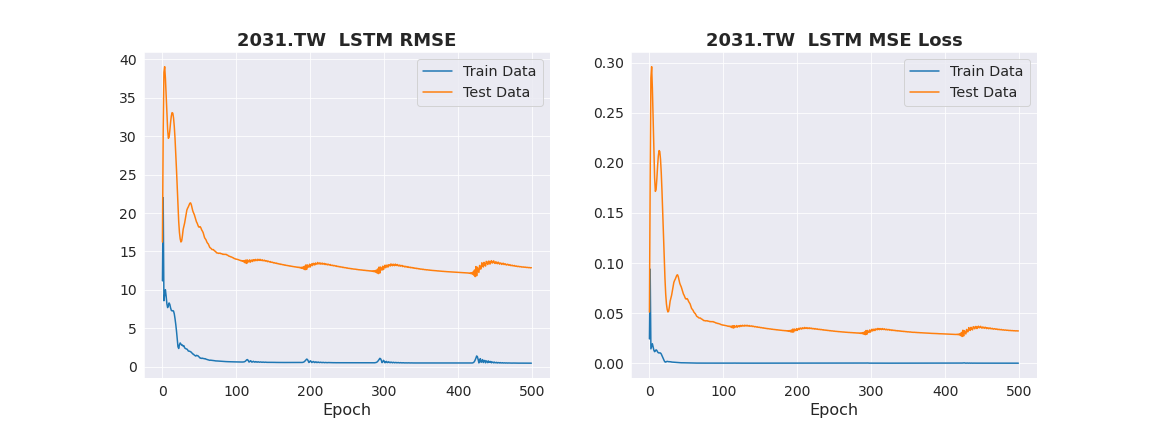 2031.TW  LSTM RMSE
40
35
30
25
20
15
10
5
0
0 100 200 300 400 500
Epoch
Train Data
Test Data
2031.TW  LSTM MSE Loss
0.30
0.25
0.20
0.15
0.10
0.05
0.00
0 100 200 300 400 500
Epoch
Train Data
Test Data